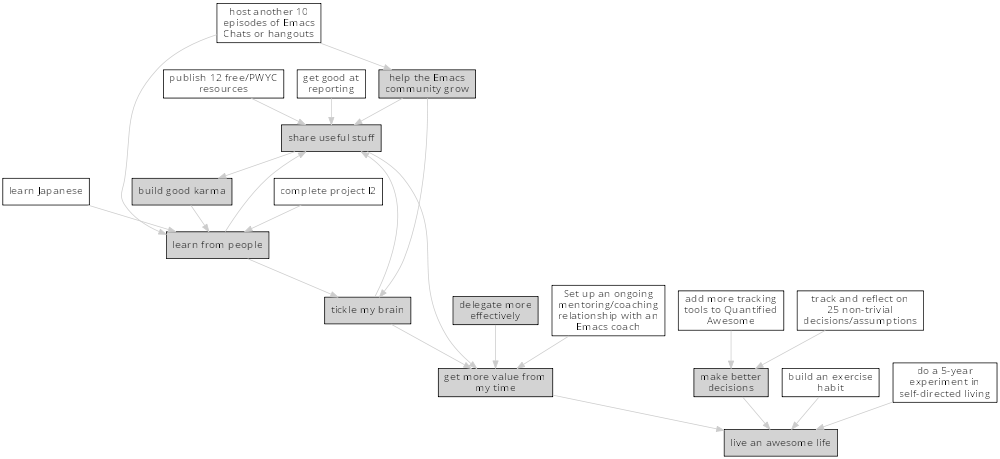 host another 10
episodes of Emacs
Chats or hangouts
publish 12 free/PWYC
resources
get good at
reporting
help the Emacs
community grow
share useful stuff
learn Japanese
build good karma
complete project I2
learn from people
tickle my brain
delegate more
effectively
Set up an ongoing
mentoring/coaching
relationship with an
Emacs coach
add more tracking
tools to Quantified
Awesome
track and reflect on
25 non-trivial
decisions/assumptions
get more value from
my time
make better
decisions
build an exercise
habit
do a 5-year
experiment in
self-directed living
live an awesome life